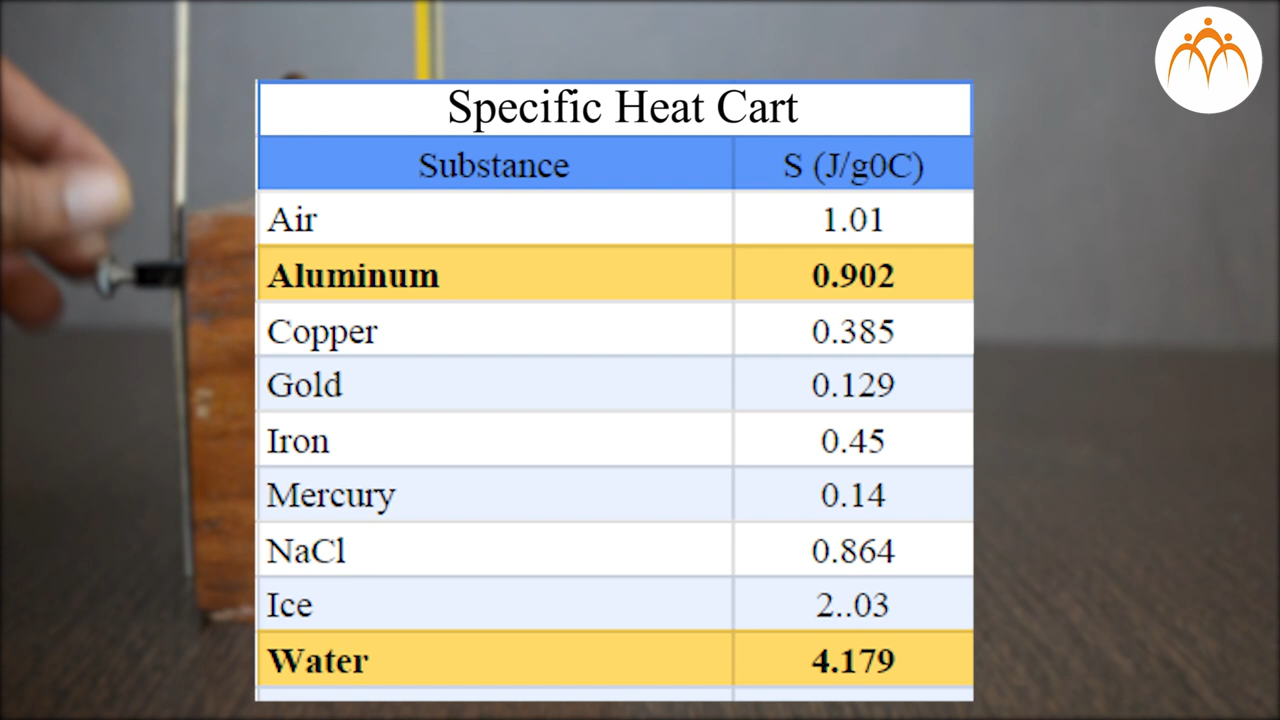 Specific Heat Cart
Substance S (J/g0C)
Air 1.01
Aluminum 0.902
Copper 0.385
Gold 0.129
Iron 0.45
Mercury 0.14
NaCl 0.864
Ice 2..03
Water 4.179